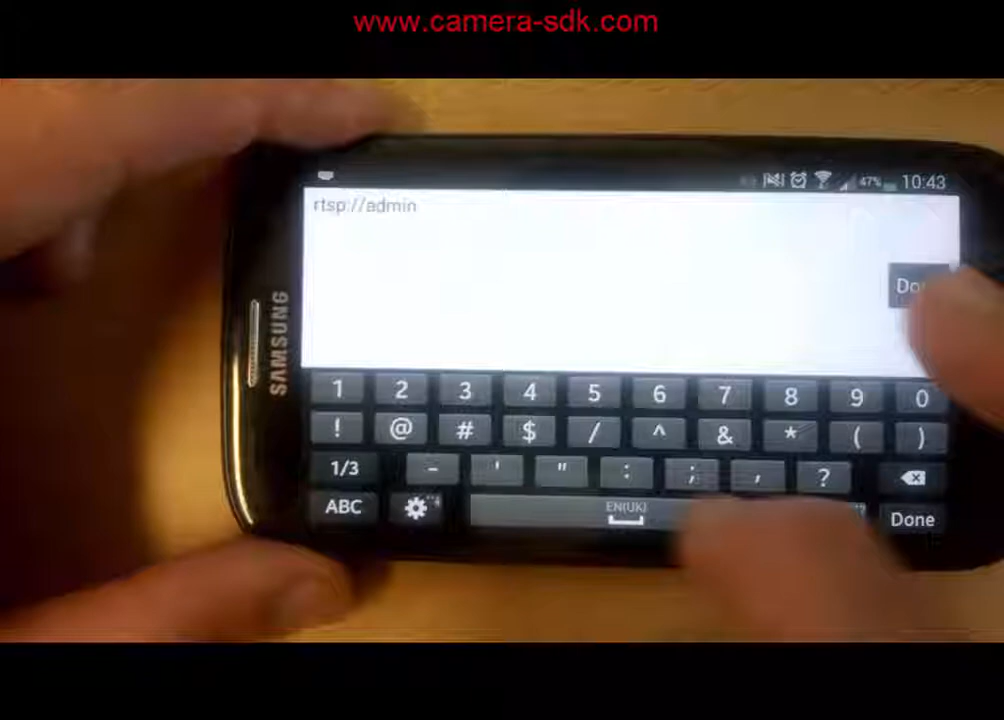 www.camera-sdk.com
47% 10:43
rtsp://admin
SAMSUNG
1 2 3 4 5 6 7 8 9 0
! @ # $ / ^ & * ( )
1/3 - ' " : ; , ?
ABC EN(UK) Done